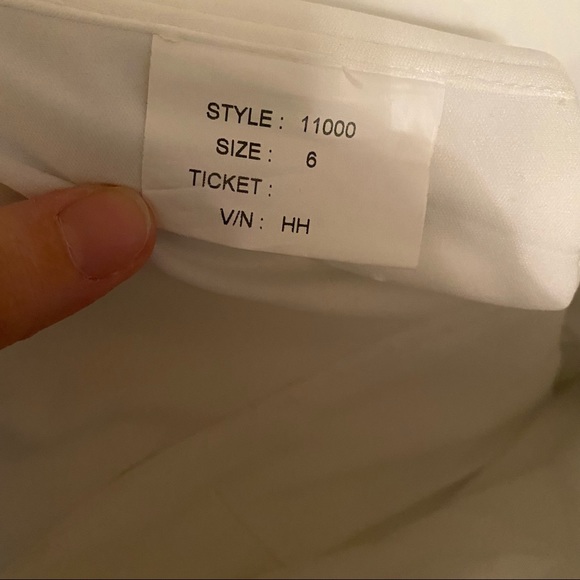 STYLE : 11000
SIZE : 6
TICKET :
V/N : HH